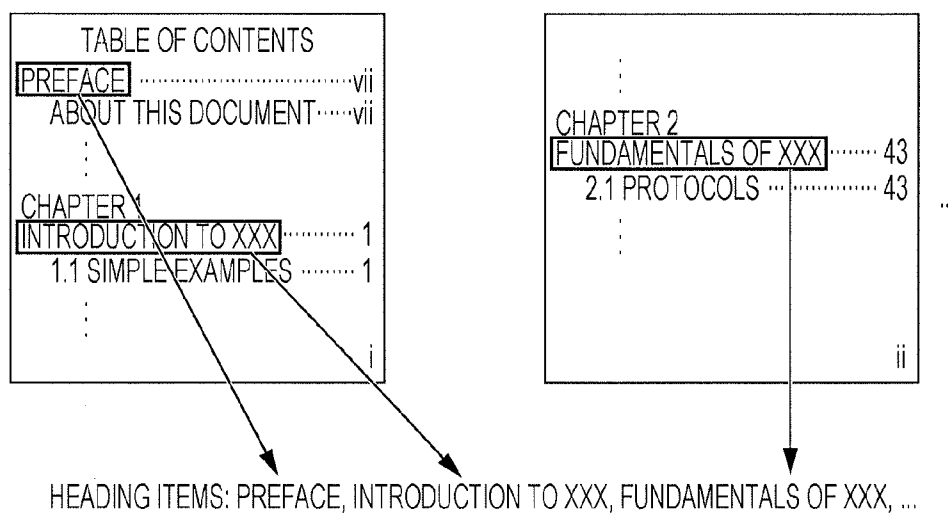 TABLE OF CONTENTS
PREFACE ........ vii
ABOUT THIS DOCUMENT ...... vii
CHAPTER 1
INTRODUCTION TO XXX ........ 1
1.1 SIMPLE EXAMPLES ........ 1
i
CHAPTER 2
FUNDAMENTALS OF XXX ....... 43
2.1 PROTOCOLS ........ 43
ii
...
HEADING ITEMS: PREFACE, INTRODUCTION TO XXX, FUNDAMENTALS OF XXX, ...